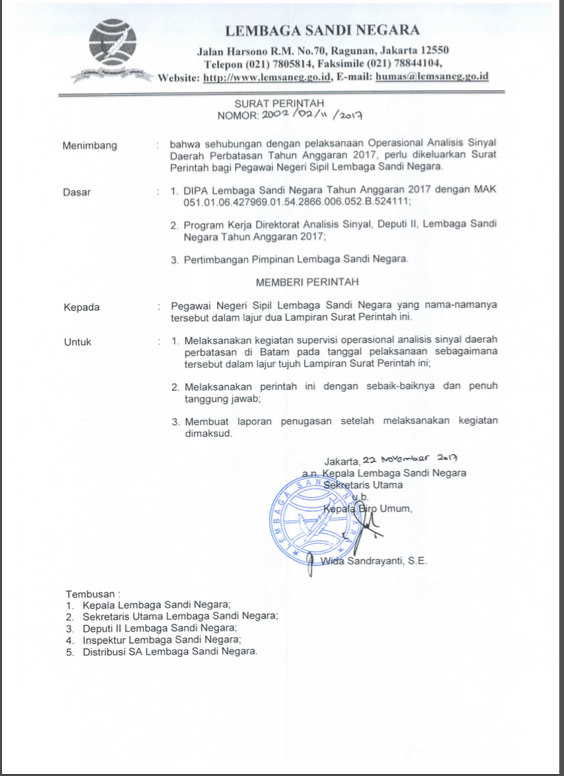 LEMBAGA SANDI NEGARA
Jalan Harsono R.M. No.70, Ragunan, Jakarta 12550
Telepon (021) 7805814, Faksimile (021) 78844104,
Website: http://www.lemsaneg.go.id, E-mail: humas@lemsaneg.go.id
SURAT PERINTAH
NOMOR: 2002/02/11/2017
Menimbang : bahwa sehubungan dengan pelaksanaan Operasional Analisis Sinyal
Daerah Perbatasan Tahun Anggaran 2017, perlu dikeluarkan Surat
Perintah bagi Pegawai Negeri Sipil Lembaga Sandi Negara.
Dasar : 1. DIPA Lembaga Sandi Negara Tahun Anggaran 2017 dengan MAK
051.01.06.427969.01.54.2866.006.052.B.524111;
2. Program Kerja Direktorat Analisis Sinyal, Deputi II, Lembaga Sandi
Negara Tahun Anggaran 2017;
3. Pertimbangan Pimpinan Lembaga Sandi Negara.
MEMBERI PERINTAH
Kepada : Pegawai Negeri Sipil Lembaga Sandi Negara yang nama-namanya
tersebut dalam lajur dua Lampiran Surat Perintah ini.
Untuk : 1. Melaksanakan kegiatan supervisi operasional analisis sinyal daerah
perbatasan di Batam pada tanggal pelaksanaan sebagaimana
tersebut dalam lajur tujuh Lampiran Surat Perintah ini;
2. Melaksanakan perintah ini dengan sebaik-baiknya dan penuh
tanggung jawab;
3. Membuat laporan penugasan setelah melaksanakan kegiatan
dimaksud.
Jakarta, 22 November 2017
a.n. Kepala Lembaga Sandi Negara
Sekretaris Utama
u.b.
Kepala Biro Umum,
LEMBAGA SANDI NEGARA
Wida Sandrayanti, S.E.
Tembusan :
1. Kepala Lembaga Sandi Negara;
2. Sekretaris Utama Lembaga Sandi Negara;
3. Deputi II Lembaga Sandi Negara;
4. Inspektur Lembaga Sandi Negara;
5. Distribusi SA Lembaga Sandi Negara.